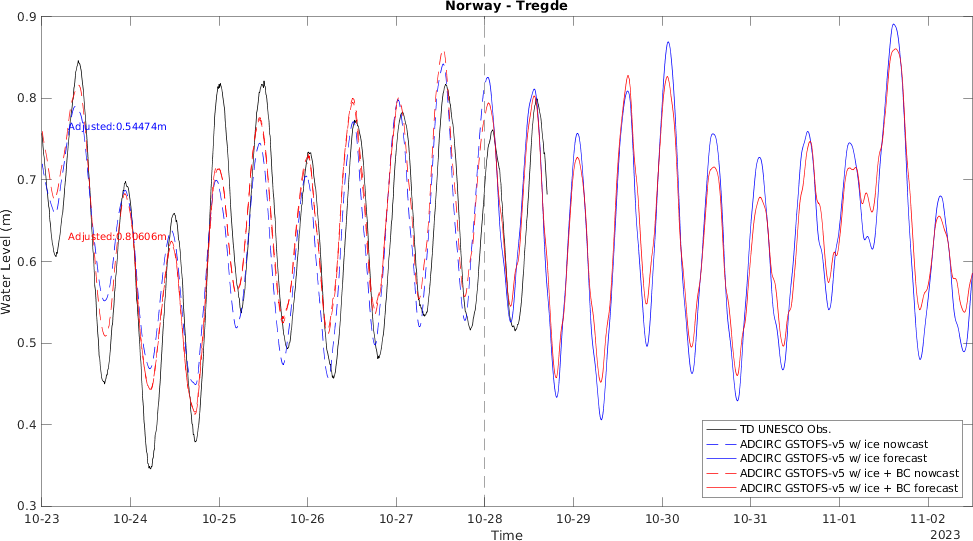 Norway - Tregde
0.9
0.8
0.7
0.6
0.5
0.4
0.3
Water Level (m)
Adjusted:0.54474m
Adjusted:0.80606m
TD UNESCO Obs.
ADCIRC GSTOFS-v5 w/ ice nowcast
ADCIRC GSTOFS-v5 w/ ice forecast
ADCIRC GSTOFS-v5 w/ ice + BC nowcast
ADCIRC GSTOFS-v5 w/ ice + BC forecast
10-23 10-24 10-25 10-26 10-27 10-28 10-29 10-30 10-31 11-01 11-02
Time
2023